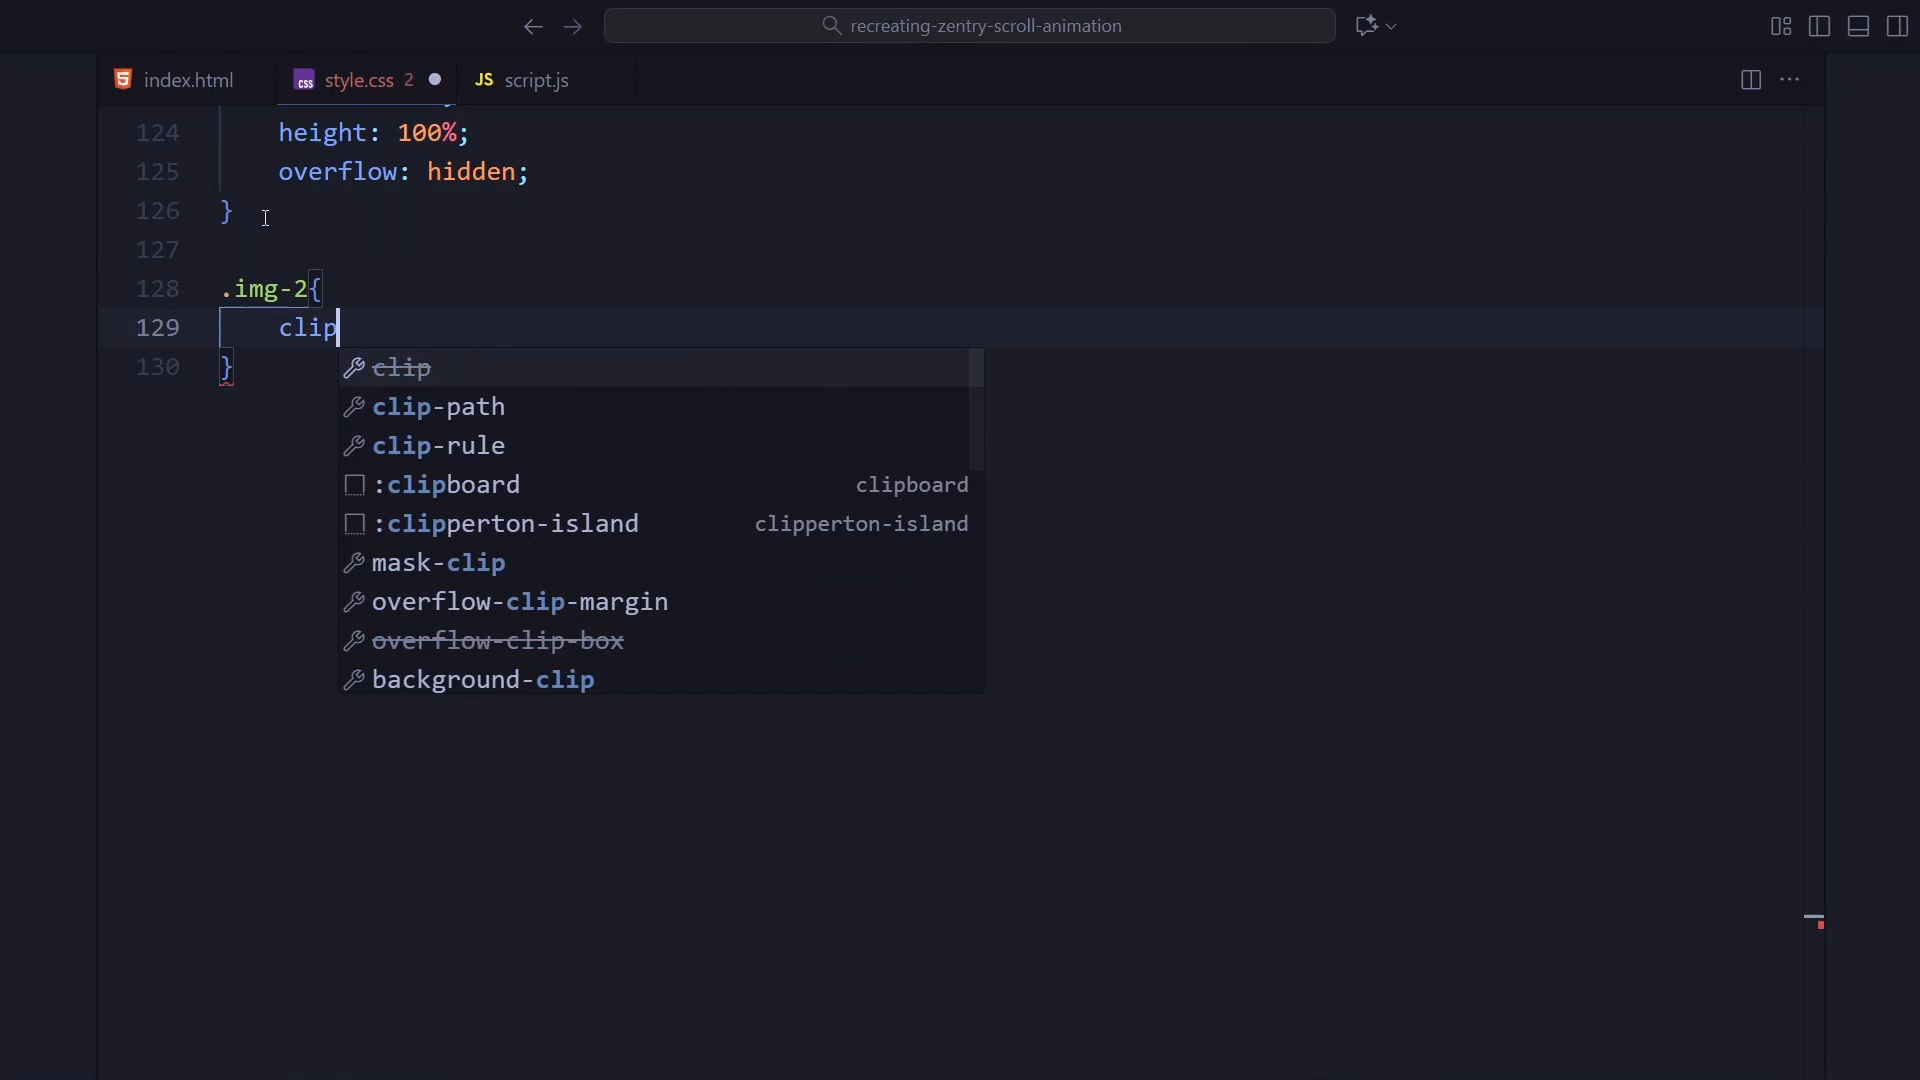 recreating-zentry-scroll-animation
index.html
style.css 2
JS script.js
124 height: 100%;
125 overflow: hidden;
126 }
127
128 .img-2{
129 clip
130 }
clip
clip-path
clip-rule
:clipboard clipboard
:clipperton-island clipperton-island
mask-clip
overflow-clip-margin
overflow-clip-box
background-clip